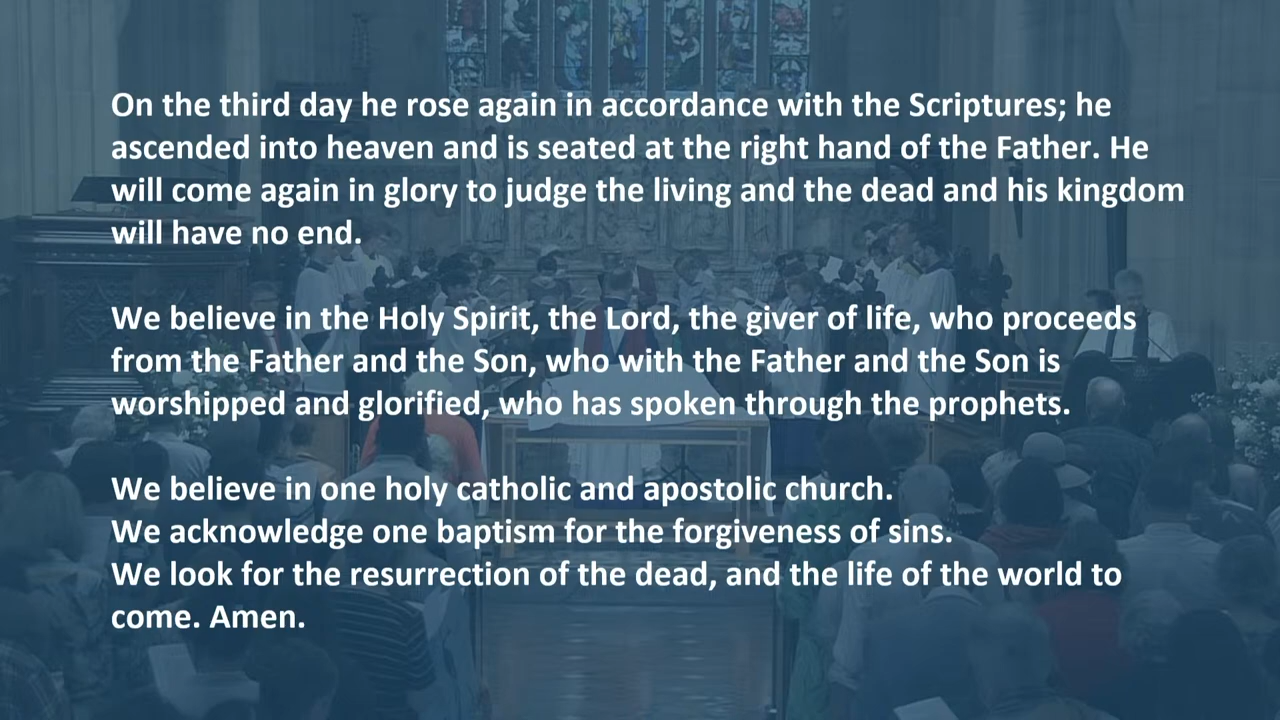 On the third day he rose again in accordance with the Scriptures; he
ascended into heaven and is seated at the right hand of the Father. He
will come again in glory to judge the living and the dead and his kingdom
will have no end.
We believe in the Holy Spirit, the Lord, the giver of life, who proceeds
from the Father and the Son, who with the Father and the Son is
worshipped and glorified, who has spoken through the prophets.
We believe in one holy catholic and apostolic church.
We acknowledge one baptism for the forgiveness of sins.
We look for the resurrection of the dead, and the life of the world to
come. Amen.